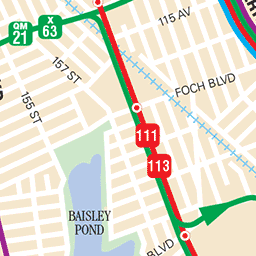 115 AV
QM
21
X
63
157 ST
FOCH BLVD
155 ST
111
113
BAISLEY
POND
BLVD